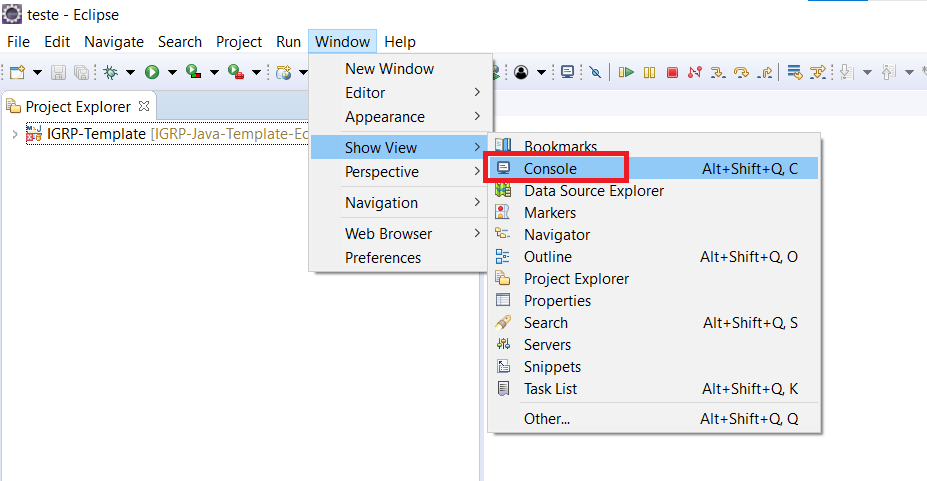 teste - Eclipse
File Edit Navigate Search Project Run Window Help
Project Explorer
IGRP-Template [IGRP-Java-Template-Ec
New Window
Editor
Appearance
Show View
Perspective
Navigation
Web Browser
Preferences
Bookmarks
Console Alt+Shift+Q, C
Data Source Explorer
Markers
Navigator
Outline Alt+Shift+Q, O
Project Explorer
Properties
Search Alt+Shift+Q, S
Servers
Snippets
Task List Alt+Shift+Q, K
Other... Alt+Shift+Q, Q